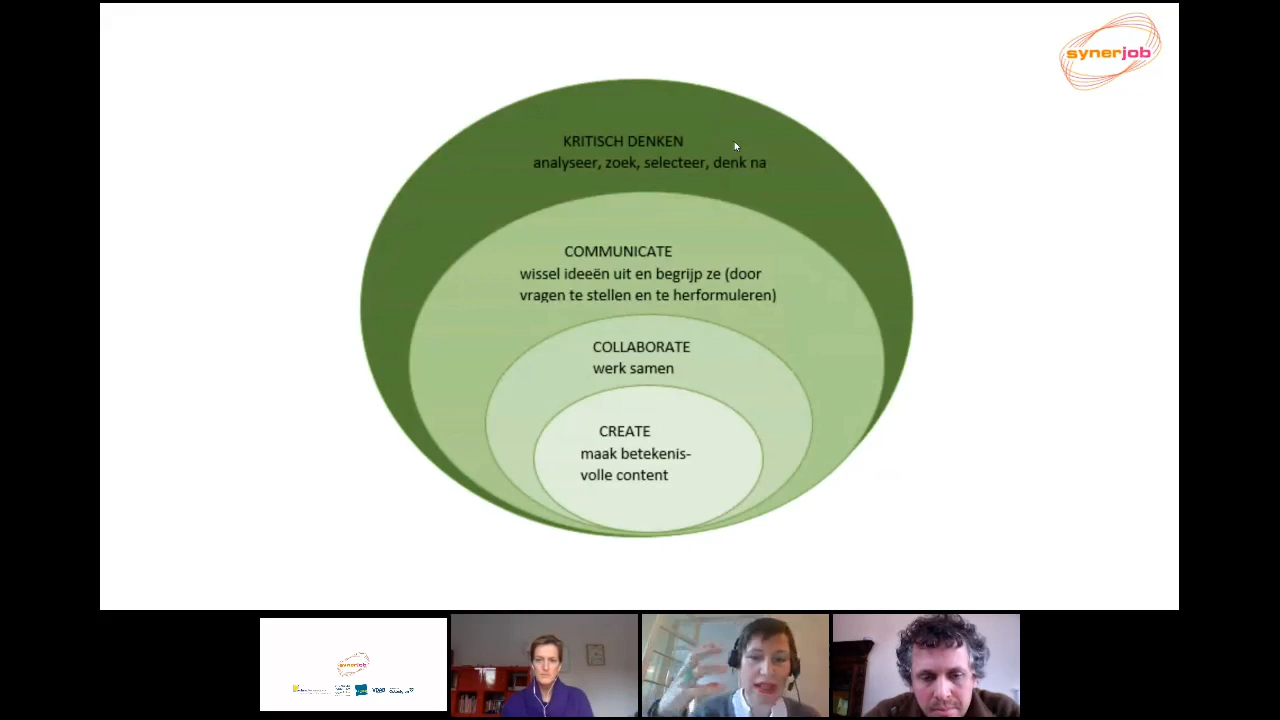 synerjob
KRITISCH DENKEN
analyseer, zoek, selecteer, denk na
COMMUNICATE
wissel ideeën uit en begrijp ze (door
vragen te stellen en te herformuleren)
COLLABORATE
werk samen
CREATE
maak betekenis-
volle content
synerjob
VDAB